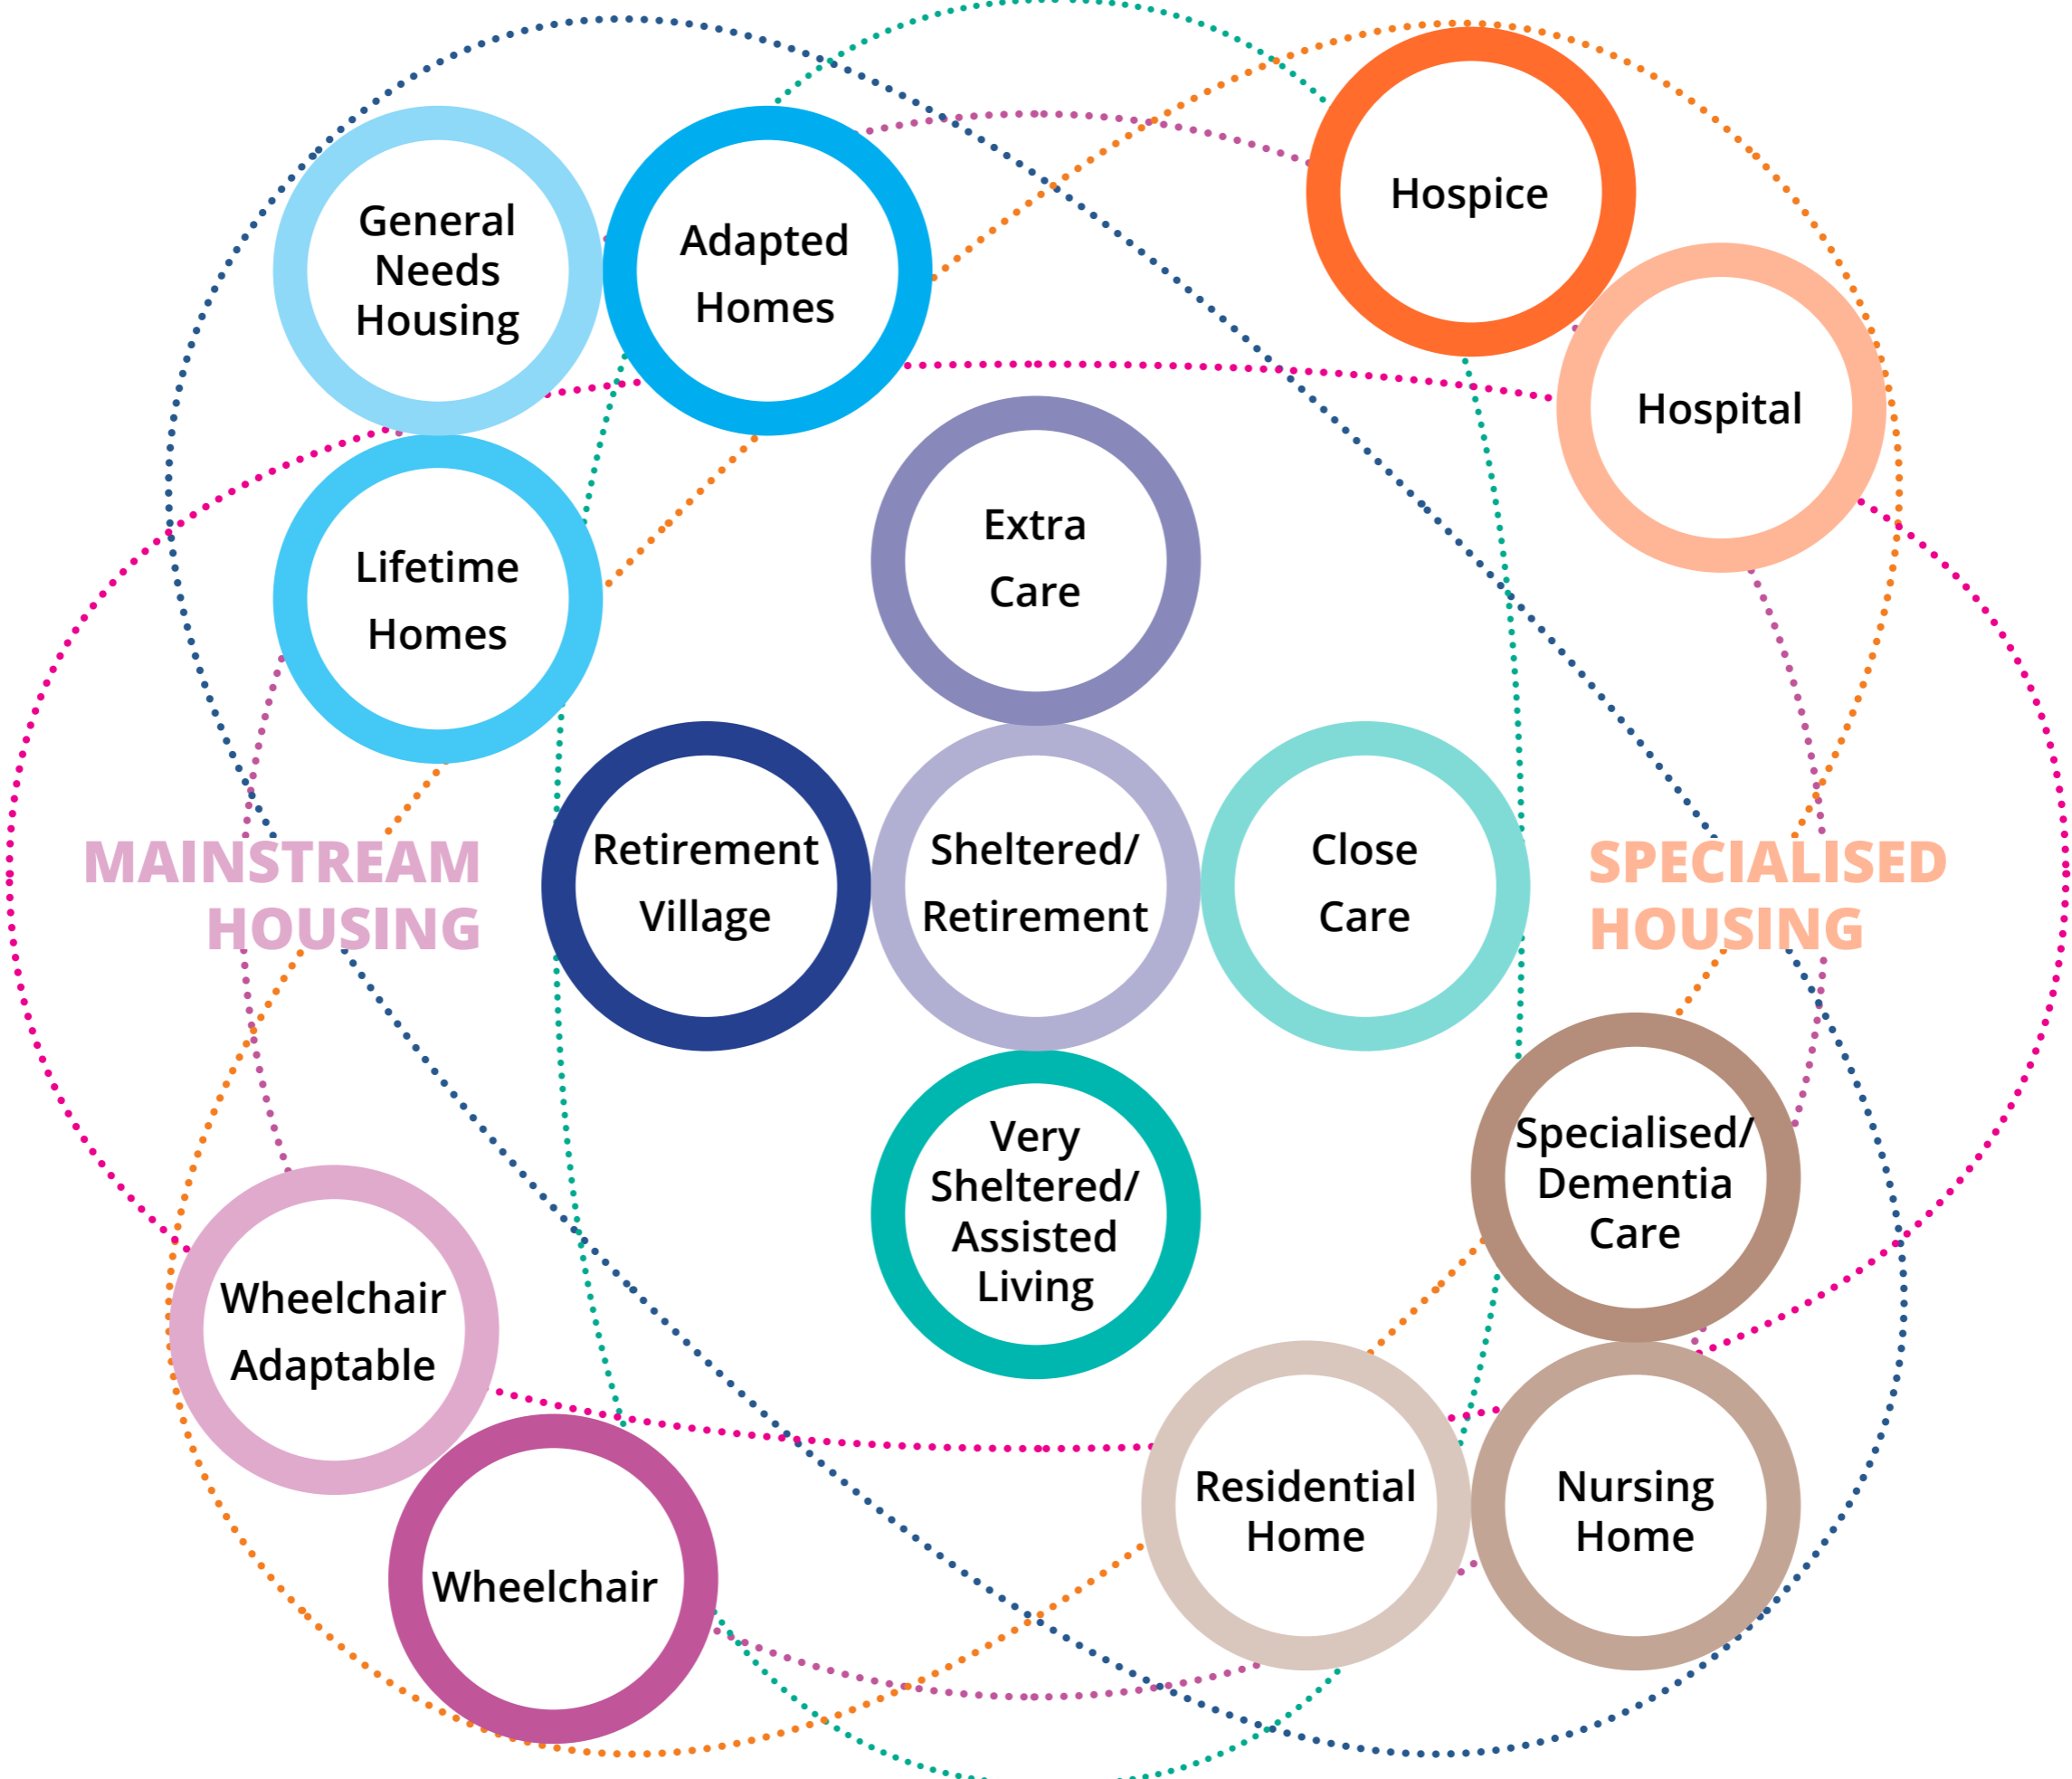 General
Needs
Housing
Adapted
Homes
Hospice
Hospital
Lifetime
Homes
Extra
Care
MAINSTREAM
HOUSING
Retirement
Village
Sheltered/
Retirement
Close
Care
SPECIALISED
HOUSING
Very
Sheltered/
Assisted
Living
Specialised/
Dementia
Care
Wheelchair
Adaptable
Wheelchair
Residential
Home
Nursing
Home